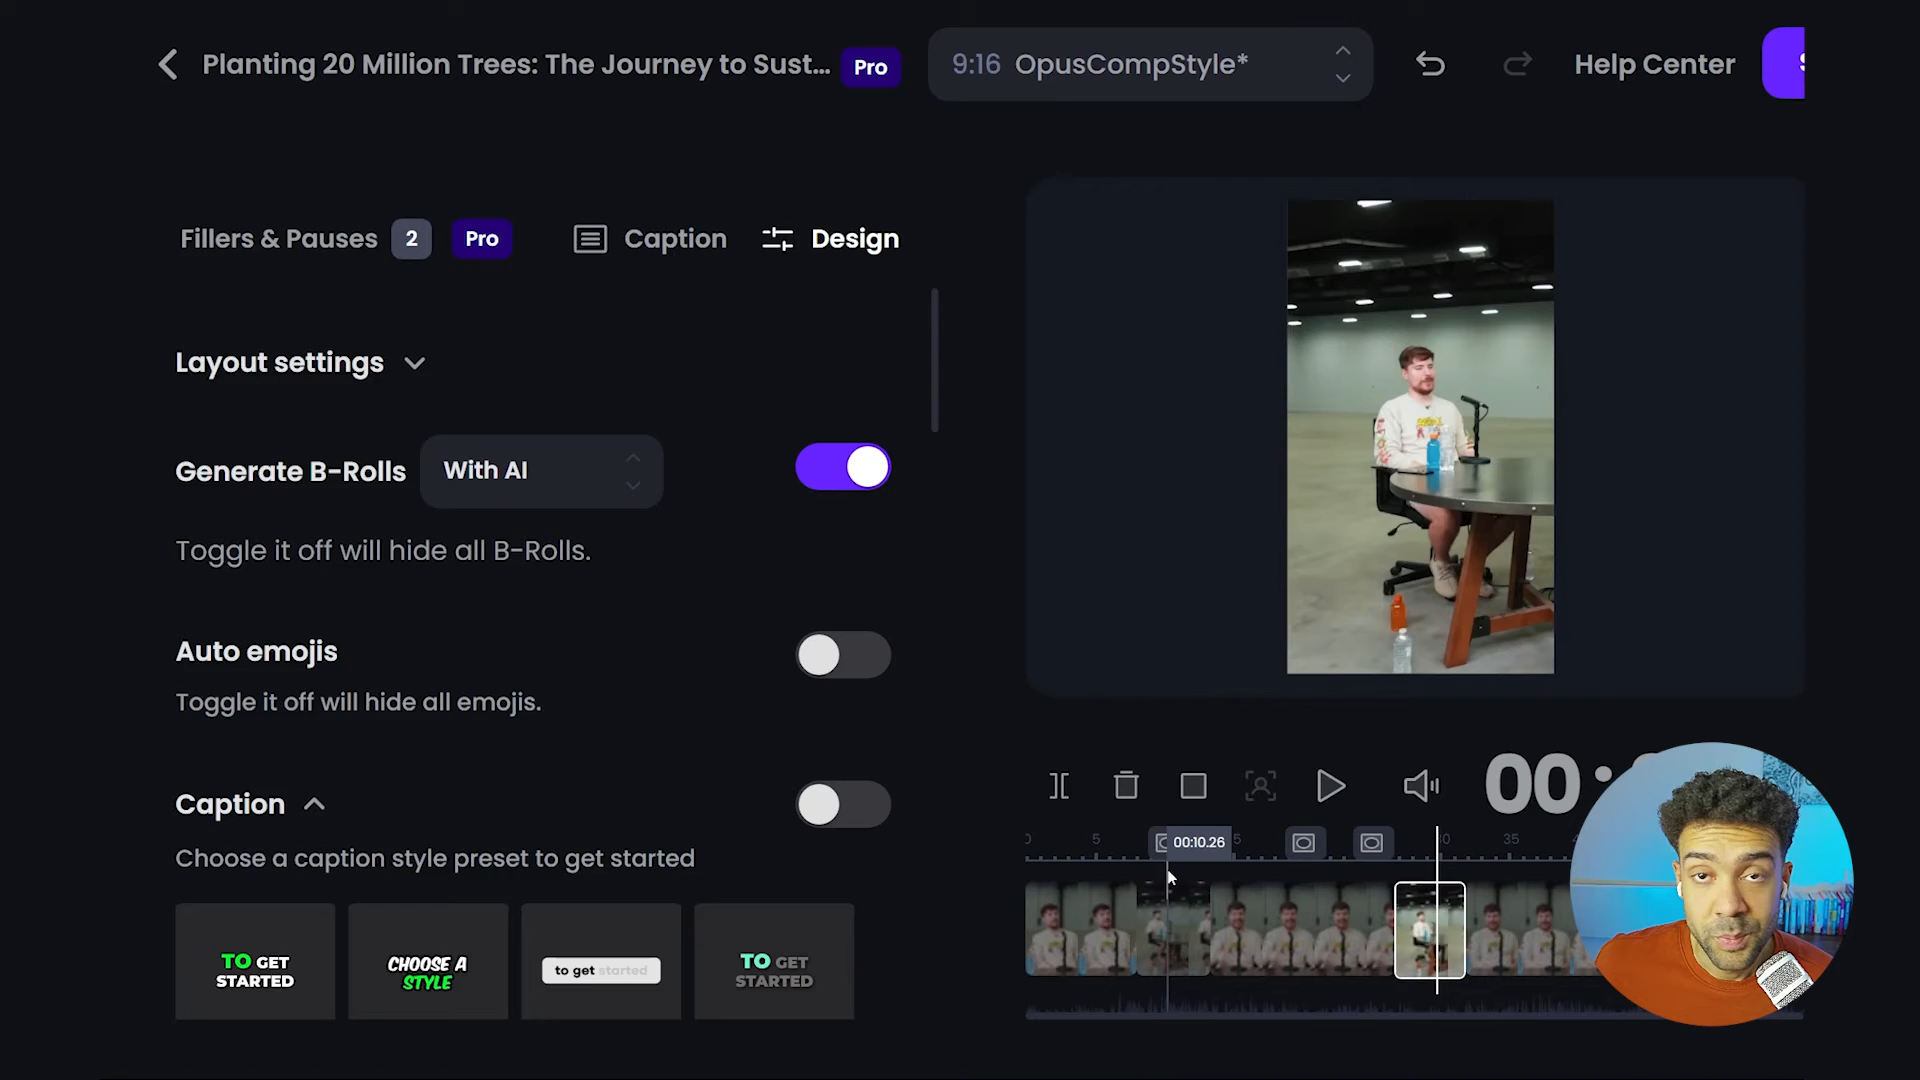 Planting 20 Million Trees: The Journey to Sust... Pro
9:16 OpusCompStyle*
Help Center
Fillers & Pauses 2 Pro
Caption
Design
Layout settings
Generate B-Rolls With AI
Toggle it off will hide all B-Rolls.
Auto emojis
Toggle it off will hide all emojis.
Caption
Choose a caption style preset to get started
TO GET
STARTED
CHOOSE A
STYLE
to get started
TO GET
STARTED
00
5
00:10.26
35